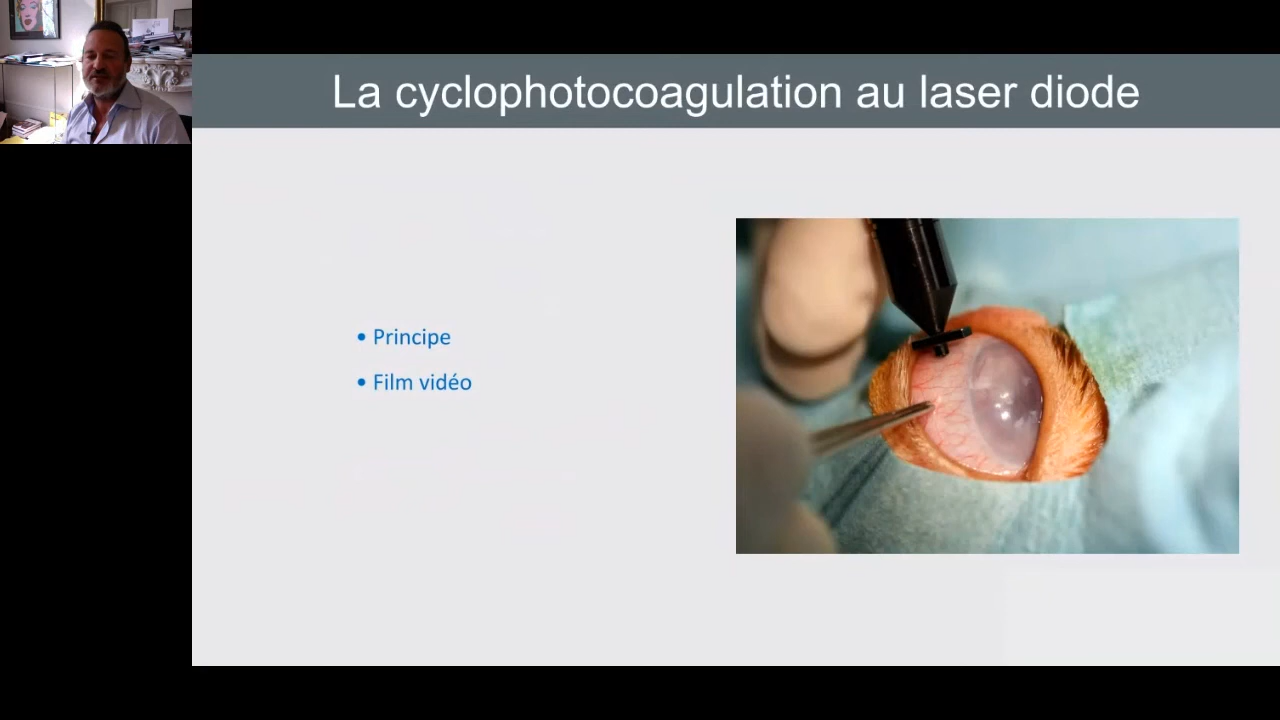 La cyclophotocoagulation au laser diode
• Principe
• Film vidéo